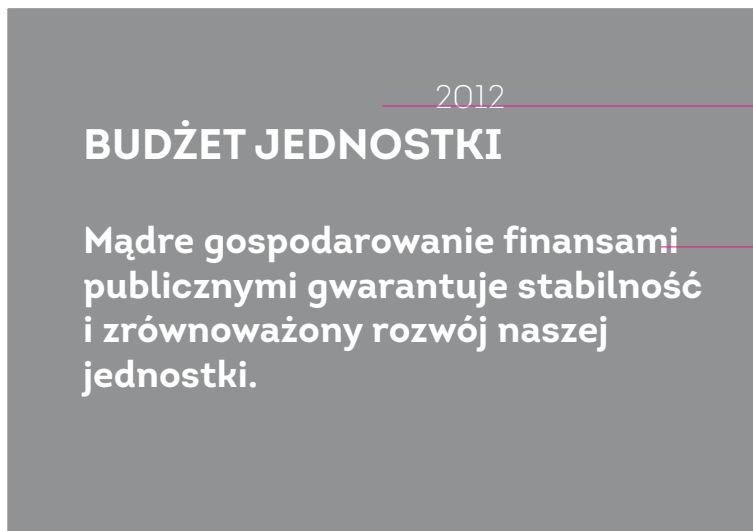 2012
BUDŻET JEDNOSTKI
Mądre gospodarowanie finansami
publicznymi gwarantuje stabilność
i zrównoważony rozwój naszej
jednostki.